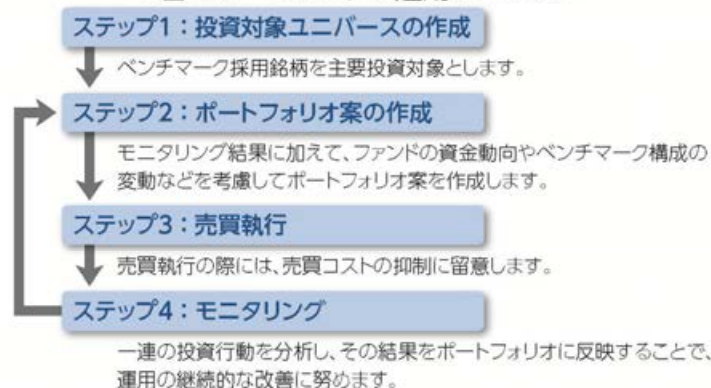 ステップ1：投資対象ユニバースの作成
ベンチマーク採用銘柄を主要投資対象とします。
ステップ2：ポートフォリオ案の作成
モニタリング結果に加えて、ファンドの資金動向やベンチマーク構成の
変動などを考慮してポートフォリオ案を作成します。
ステップ3：売買執行
売買執行の際には、売買コストの抑制に留意します。
ステップ4：モニタリング
一連の投資行動を分析し、その結果をポートフォリオに反映することで、
運用の継続的な改善に努めます。